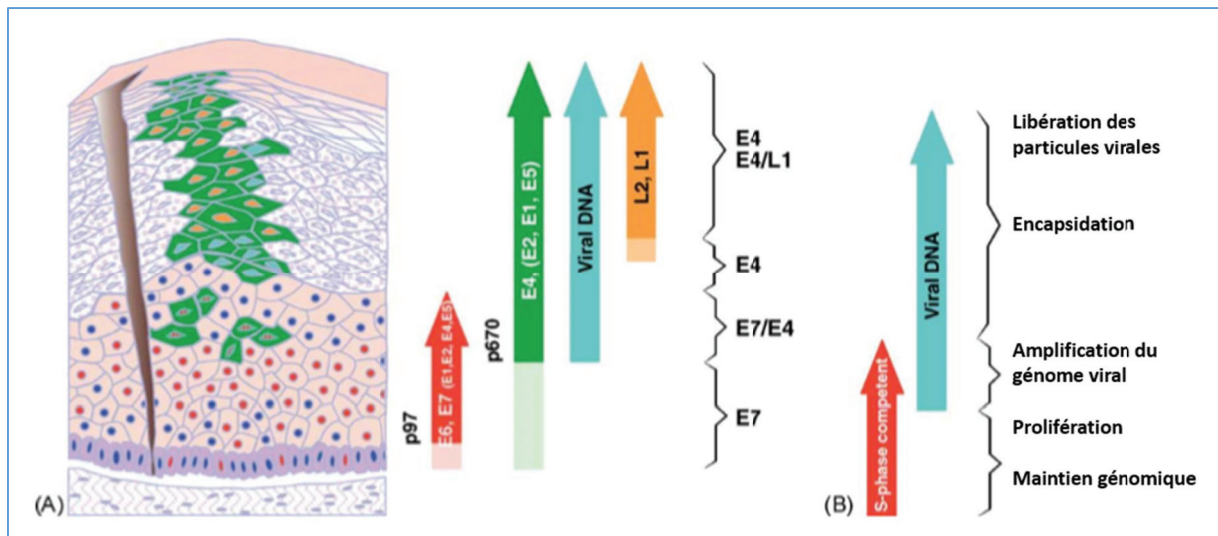 (A)
p97
E6, E7 (E1,E2, E4,E5)
p670
E4, (E2, E1, E5)
Viral DNA
L2, L1
E4
E4/L1
E4
E7/E4
E7
(B)
S-phase competent
Viral DNA
Libération des
particules virales
Encapsidation
Amplification du
génome viral
Prolifération
Maintien génomique